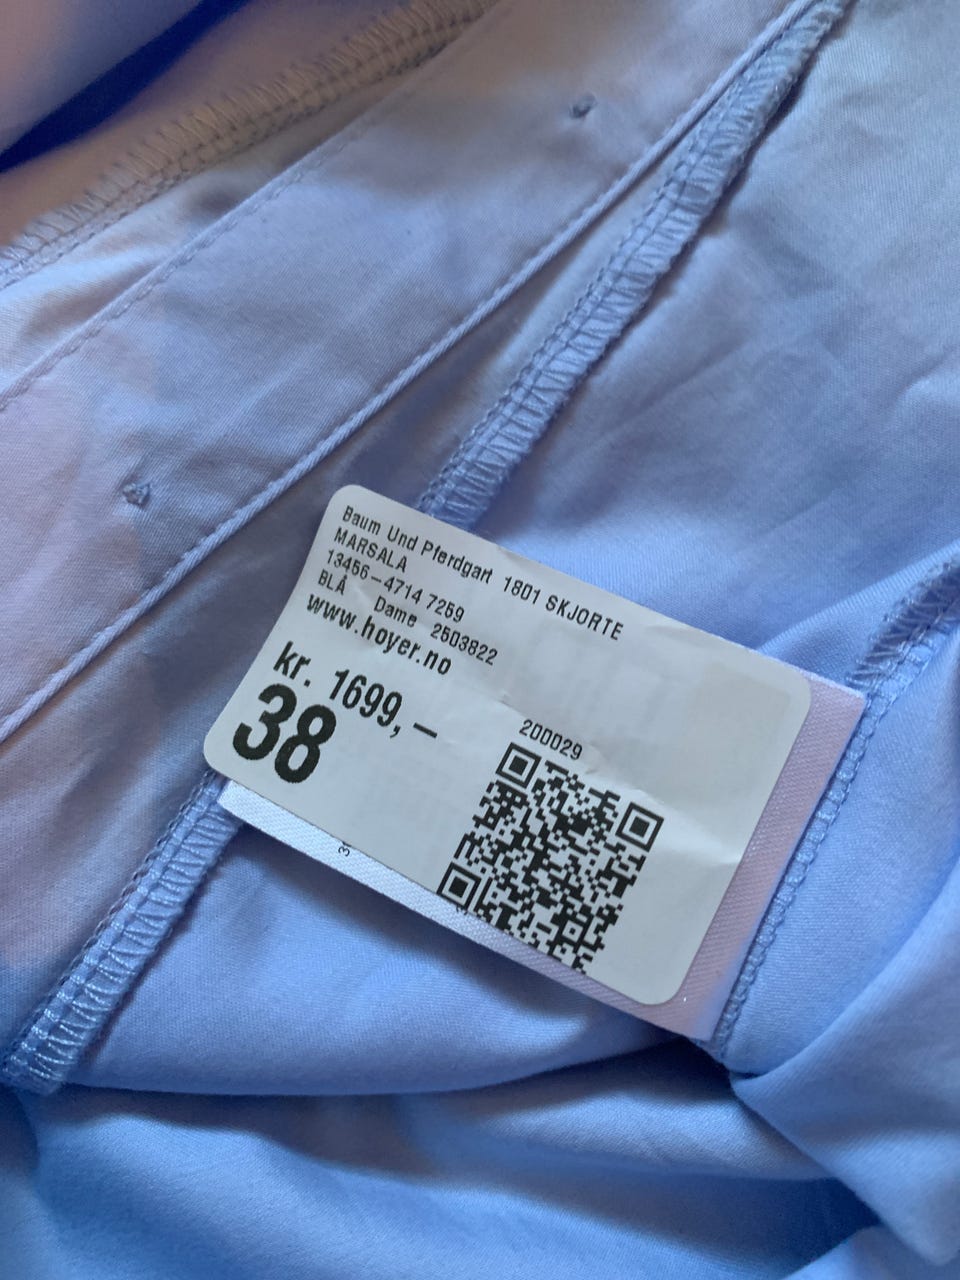 Baum Und Pferdgart 1801 SKJORTE
MARSALA
13456-4714 7259
BLÅ Dame 2503822
www.hoyer.no
kr. 1699,-
38
200029